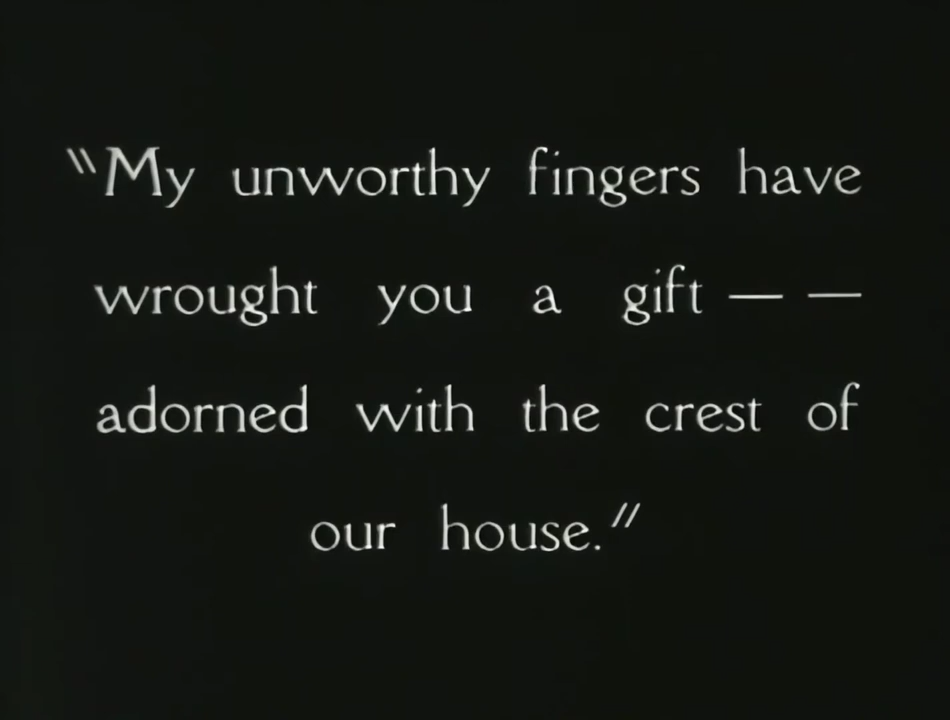 "My unworthy fingers have
wrought you a gift — —
adorned with the crest of
our house."